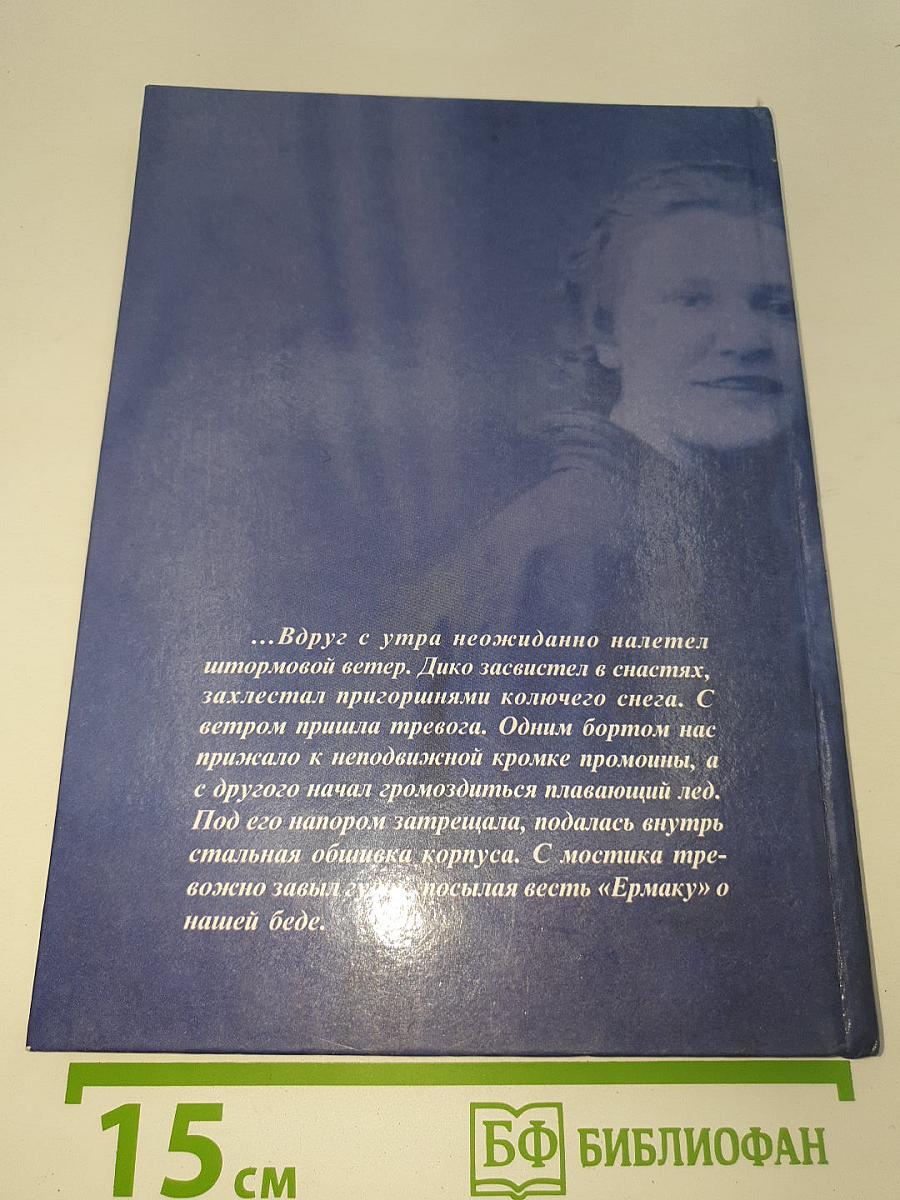 ...Вдруг с утра неожиданно налетел
штормовой ветер. Дико засвистел в снастях,
захлестал пригоршнями колючего снега. С
ветром пришла тревога. Одним бортом нас
прижало к неподвижной кромке промоины, а
с другого начал громоздиться плавающий лед.
Под его напором затрещала, подалась внутрь
стальная обшивка корпуса. С мостика тре-
вожно завыл посылая весть «Ермаку» о
нашей беде.
15 см
БФ БИБЛИОФАН